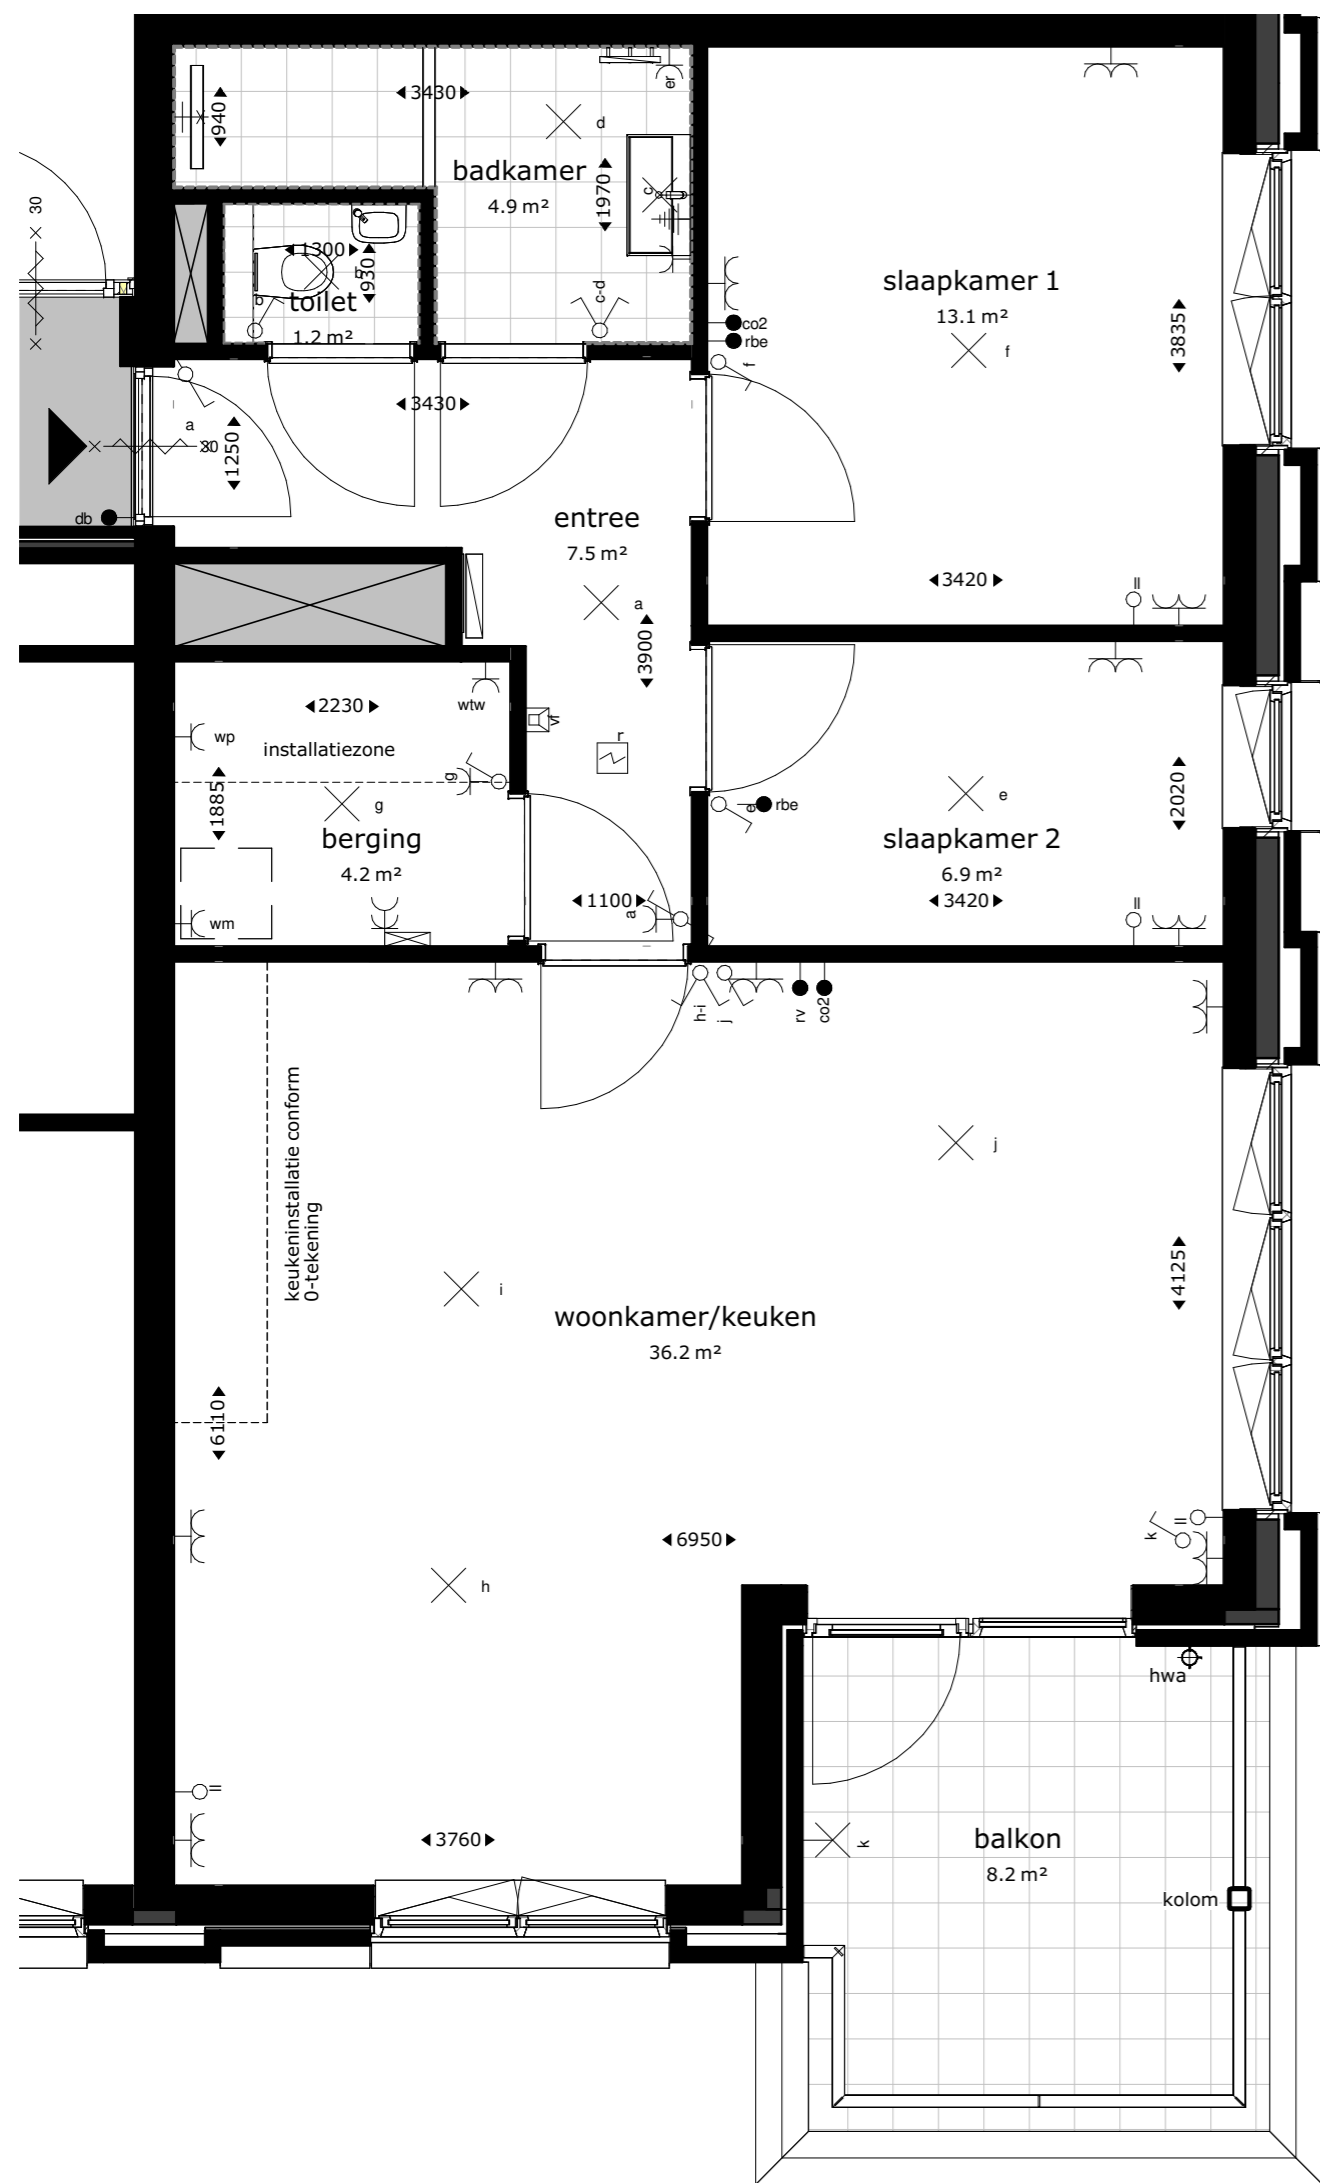 3430
er
940
d
badkamer
4.9 m²
1970
c
30
1300
930
b
toilet
1.2 m²
c-d
slaapkamer 1
13.1 m²
f
3835
co2
rbe
f
3430
a
30
1250
db
entree
7.5 m²
a
3900
3420
=
2230
wtw
installatiezone
wp
vf
r
g
1885
g
berging
4.2 m²
wm
1100
a
e
rbe
e
2020
slaapkamer 2
6.9 m²
3420
=
h-i
j
rv
co2
keukeninstallatie conform
0-tekening
j
4125
i
woonkamer/keuken
36.2 m²
6110
6950
k
=
h
hwa
=
3760
k
balkon
8.2 m²
kolom